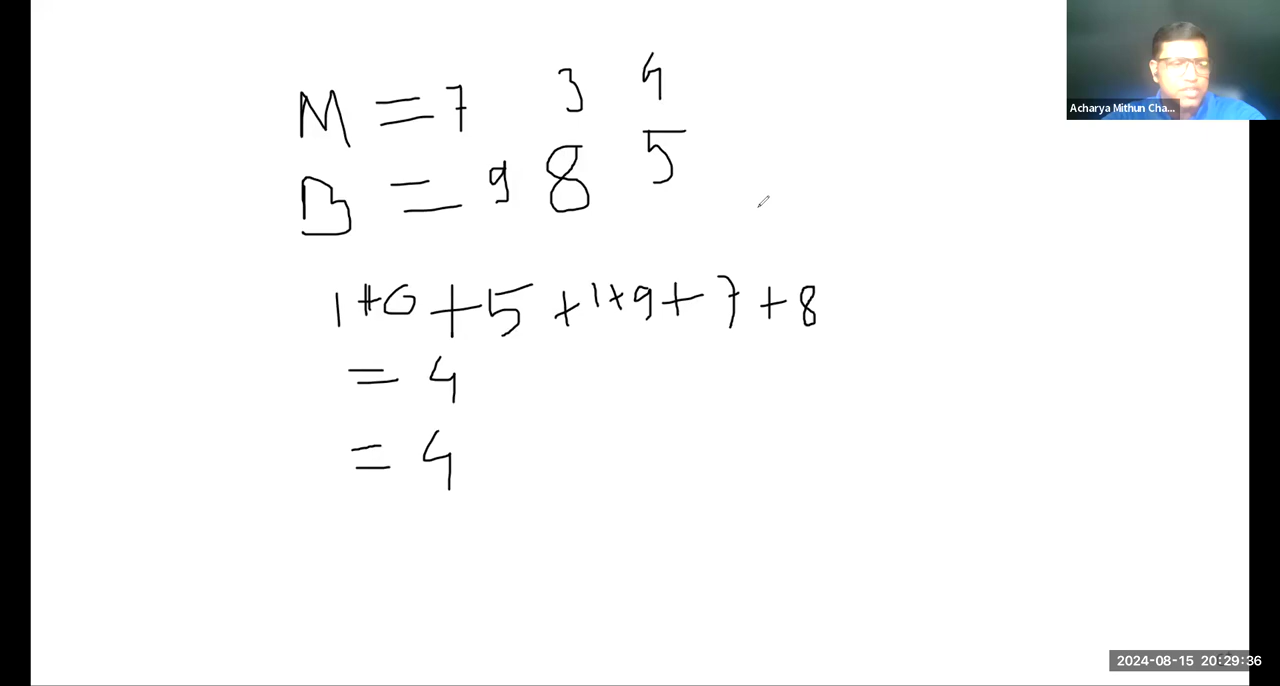 M = 7 3 4
B = 9 8 5
1+0+5+1+9+7+8
= 4
= 4
Acharya Mithun Cha...
2024-08-15 20:29:36